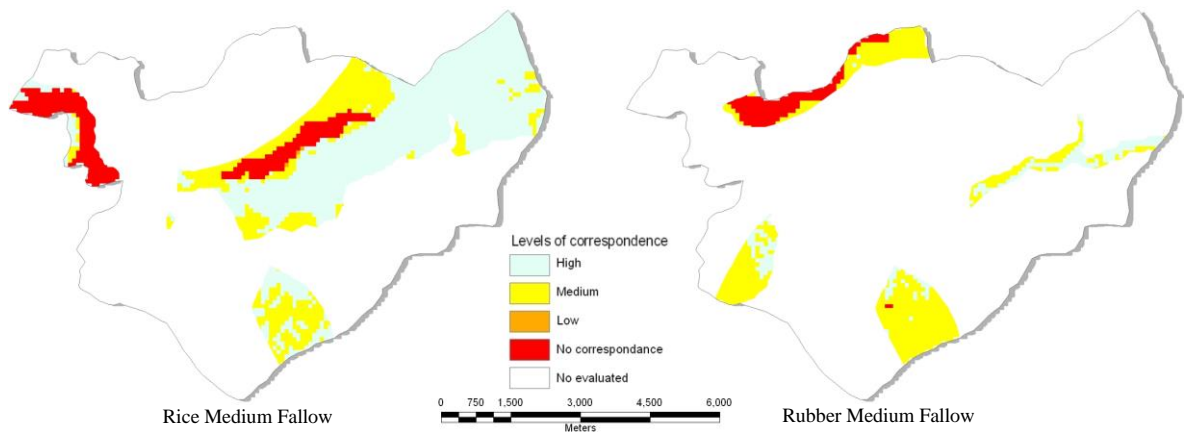 Levels of correspondence
High
Medium
Low
No correspondance
No evaluated
0 750 1,500 3,000 4,500 6,000
Meters
Rice Medium Fallow
Rubber Medium Fallow